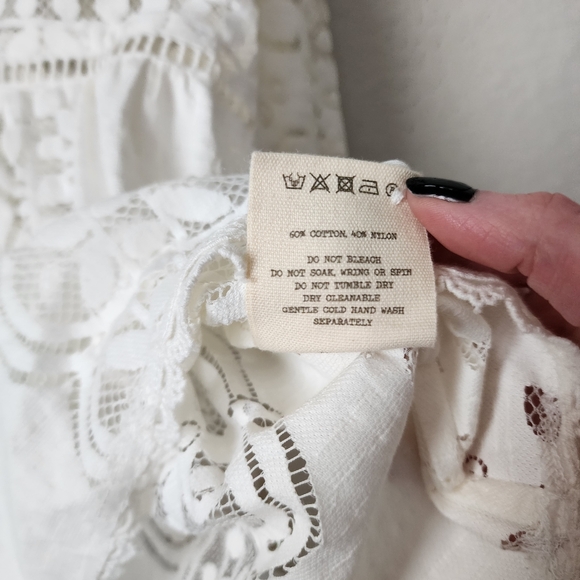 60% COTTON, 40% NYLON
DO NOT BLEACH
DO NOT SOAK, WRING OR SPIN
DO NOT TUMBLE DRY
DRY CLEANABLE
GENTLE COLD HAND WASH
SEPARATELY